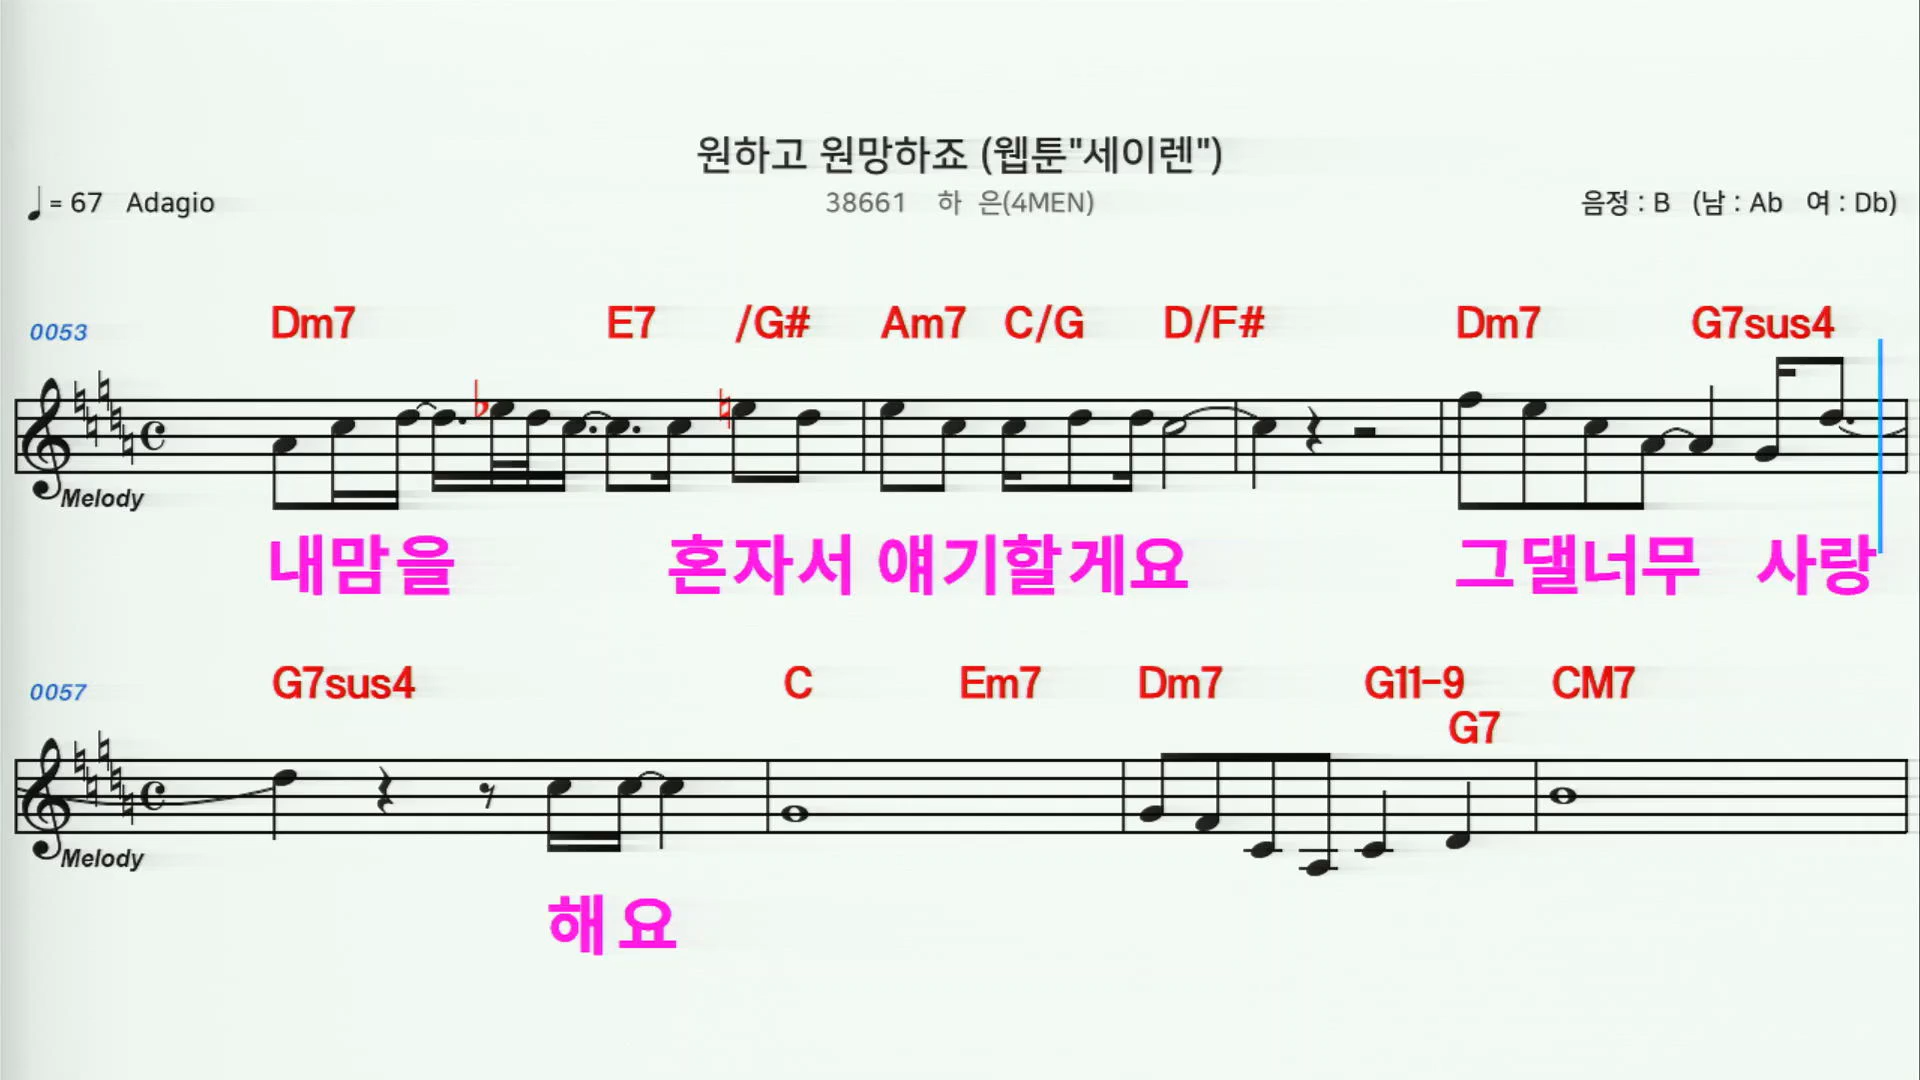 원하고 원망하죠 (웹툰"세이렌")
♩= 67 Adagio
38661 하 은(4MEN)
음정 : B (남 : Ab 여 : Db)
0053
Dm7 E7 /G# Am7 C/G D/F# Dm7 G7sus4
Melody
내맘을 혼자서 얘기할게요 그댈너무 사랑
0057
G7sus4 C Em7 Dm7 G11-9 CM7
G7
Melody
해요